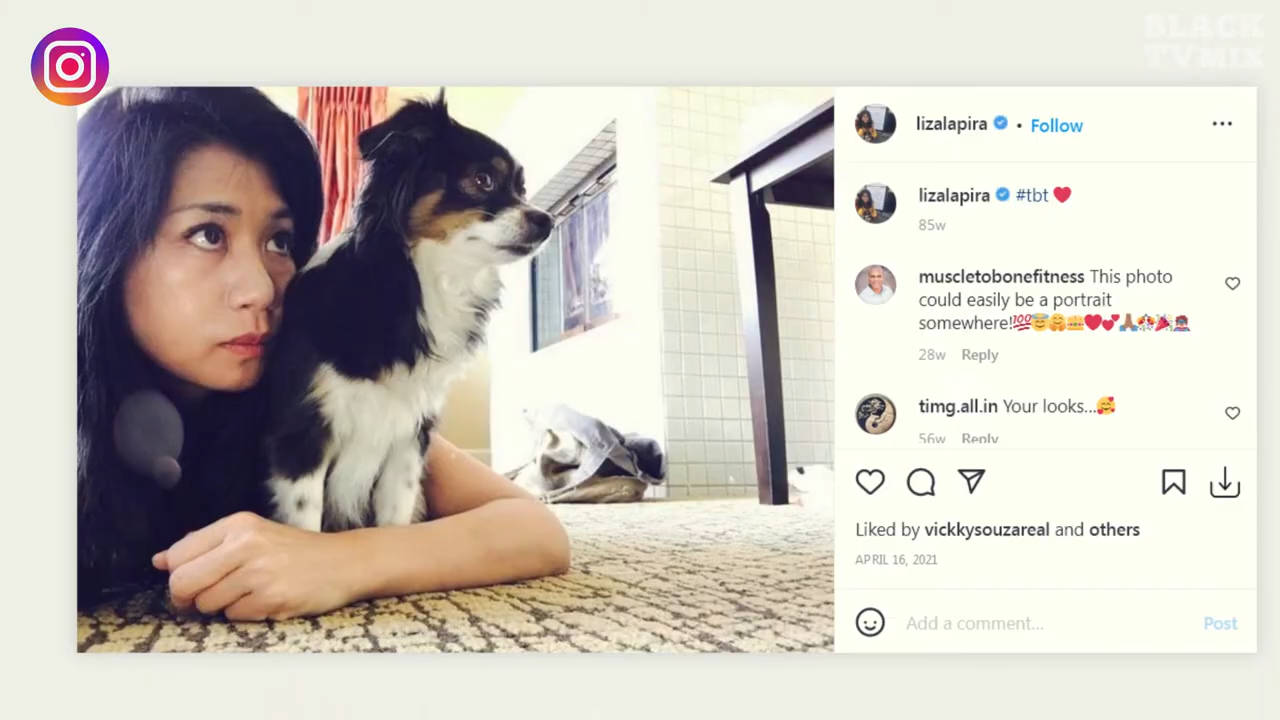 BLACK
TVMIX
lizalapira • Follow
lizalapira #tbt ❤️
85w
muscletobonefitness This photo
could easily be a portrait
somewhere!💯😇🤗👑❤️💕🙏🏾🎊🎉
28w Reply
timg.all.in Your looks...🥰
56w Reply
Liked by vickkysouzareal and others
APRIL 16, 2021
Add a comment... Post